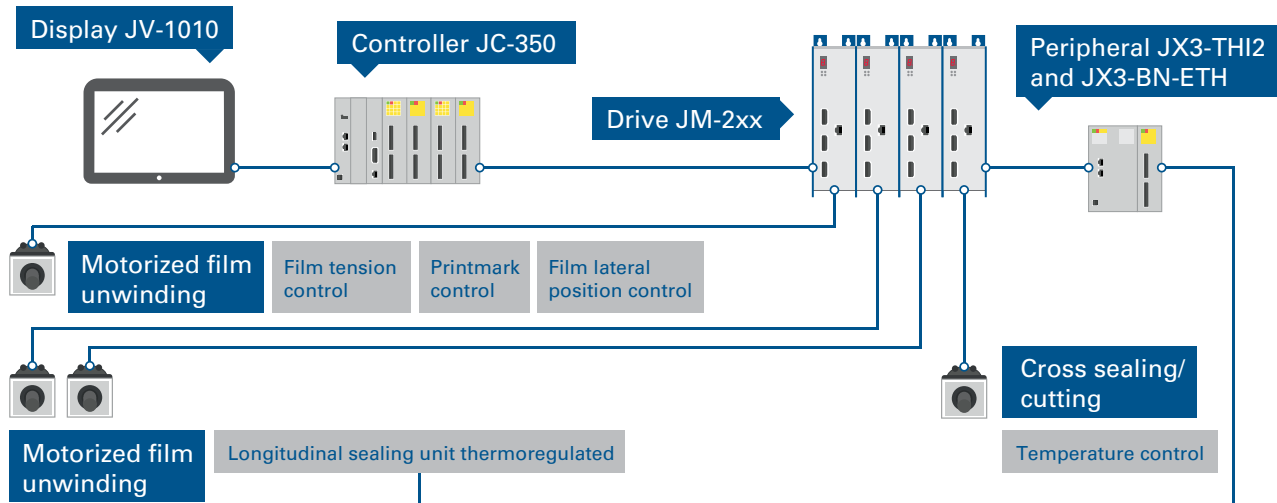 Display JV-1010
Controller JC-350
Drive JM-2xx
Peripheral JX3-THI2
and JX3-BN-ETH
Motorized film
unwinding
Film tension
control
Printmark
control
Film lateral
position control
Cross sealing/
cutting
Motorized film
unwinding
Longitudinal sealing unit thermoregulated
Temperature control